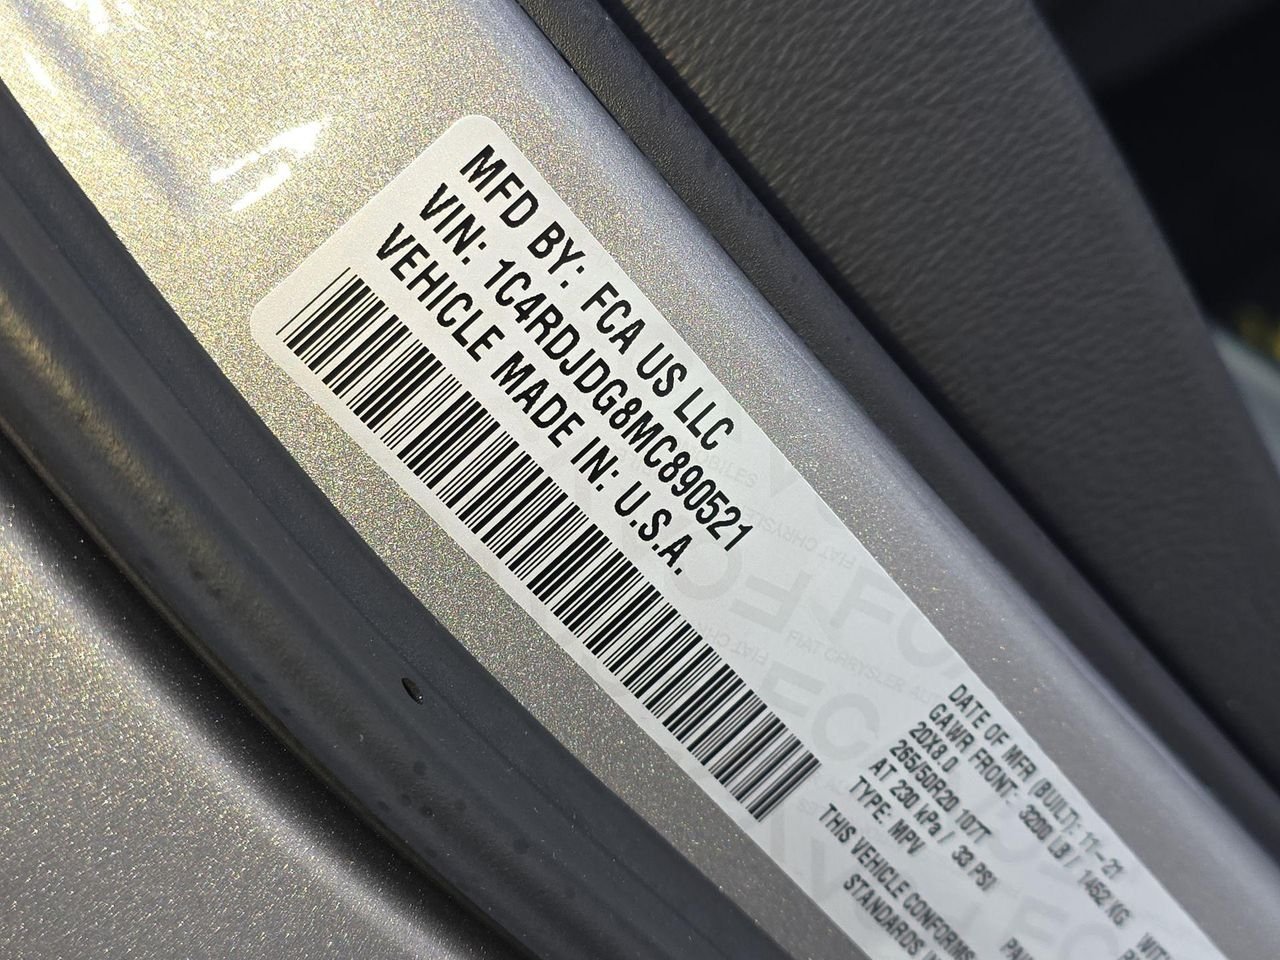 MFD BY: FCA US LLC
VIN: 1C4RDJDG8MC890521
VEHICLE MADE IN: U.S.A.
DATE OF MFR (BUILT): 11-21
GAWR FRONT: 3200 LB / 1452 KG
20X8.0
265/50R20 107T
AT 230 kPa / 33 PSI
TYPE: MPV
THIS VEHICLE CONFORMS
STANDARDS
FIAT CHRYSLER